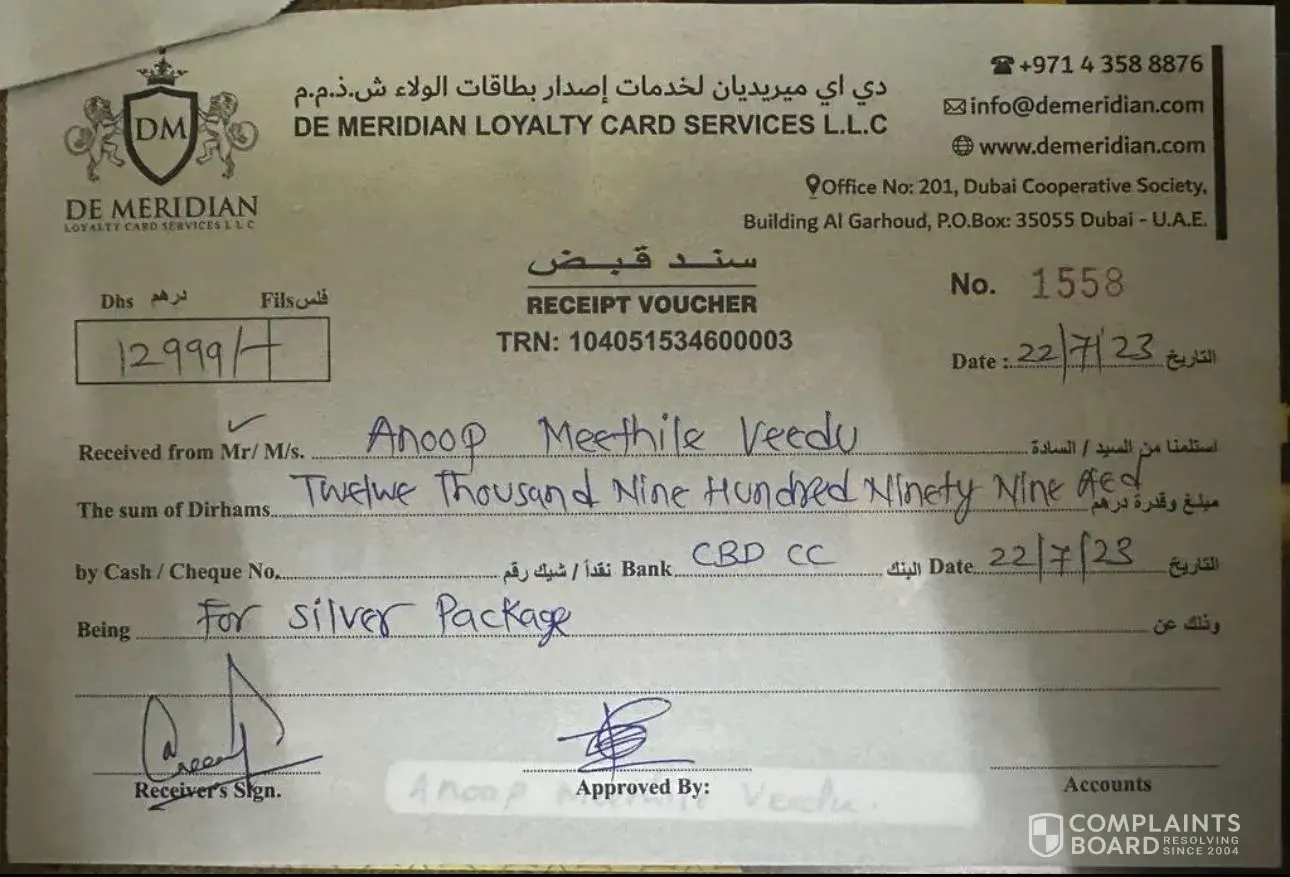 DM
DE MERIDIAN
LOYALTY CARD SERVICES L L C
دي اي ميريديان لخدمات إصدار بطاقات الولاء ش.ذ.م.م
DE MERIDIAN LOYALTY CARD SERVICES L.L.C
+971 4 358 8876
info@demeridian.com
www.demeridian.com
Office No: 201, Dubai Cooperative Society,
Building Al Garhoud, P.O.Box: 35055 Dubai - U.A.E.
سند قبض
RECEIPT VOUCHER
TRN: 104051534600003
Dhs درهم Fils فلس
12999/-
No. 1558
Date : 22/7/23 التاريخ
Received from Mr/ M/s. Anoop Meethile Veedu استلمنا من السيد / السادة
The sum of Dirhams Twelwe Thousand Nine Hundred Ninety Nine Aed مبلغ وقدرة درهم
by Cash / Cheque No. نقداً / شيك رقم Bank CBD CC البنك Date 22/7/23 التاريخ
Being For Silver Package وذلك عن
Receiver's Sign. Approved By: Accounts
Anoop Meethile Veedu.
COMPLAINTS
BOARD RESOLVING SINCE 2004